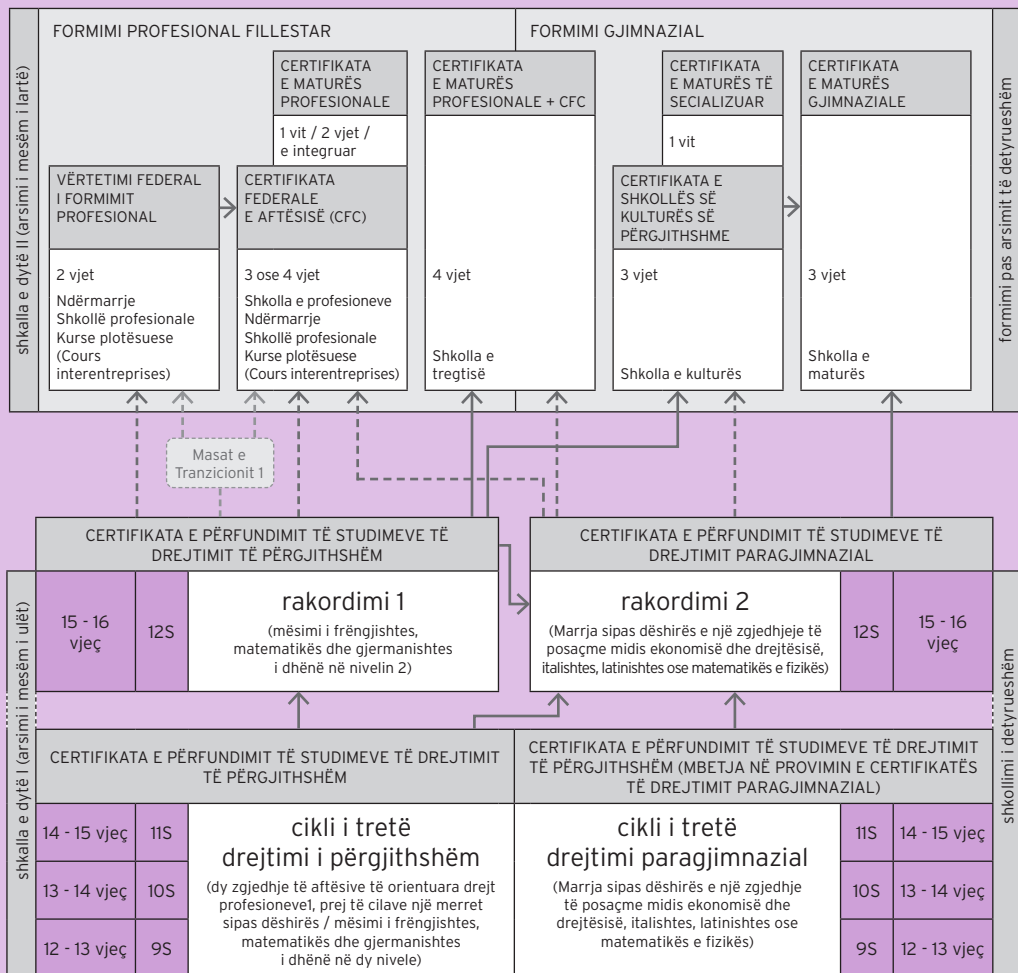 shkalla e dytë II (arsimi i mesëm i lartë)
FORMIMI PROFESIONAL FILLESTAR
FORMIMI GJIMNAZIAL
formimi pas arsimit të detyrueshëm
CERTIFIKATA
E MATURËS
PROFESIONALE
1 vit / 2 vjet /
e integruar
CERTIFIKATA
E MATURËS
PROFESIONALE + CFC
CERTIFIKATA
E MATURËS TË
SECIALIZUAR
1 vit
CERTIFIKATA
E MATURËS
GJIMNAZIALE
VËRTETIMI FEDERAL
I FORMIMIT
PROFESIONAL
2 vjet
Ndërmarrje
Shkollë profesionale
Kurse plotësuese
(Cours
interentreprises)
CERTIFIKATA
FEDERALE
E AFTËSISË (CFC)
3 ose 4 vjet
Shkolla e profesioneve
Ndërmarrje
Shkollë profesionale
Kurse plotësuese
(Cours interentreprises)
4 vjet
Shkolla e
tregtisë
CERTIFIKATA E
SHKOLLËS SË
KULTURËS SË
PËRGJITHSHME
3 vjet
Shkolla e kulturës
3 vjet
Shkolla e
maturës
Masat e
Tranzicionit 1
shkalla e dytë I (arsimi i mesëm i ulët)
CERTIFIKATA E PËRFUNDIMIT TË STUDIMEVE TË
DREJTIMIT TË PËRGJITHSHËM
15 - 16
vjeç
12S
rakordimi 1
(mësimi i frëngjishtes,
matematikës dhe gjermanishtes
i dhënë në nivelin 2)
CERTIFIKATA E PËRFUNDIMIT TË STUDIMEVE TË
DREJTIMIT PARAGJIMNAZIAL
rakordimi 2
(Marrja sipas dëshirës e një zgjedhjeje të
posaçme midis ekonomisë dhe drejtësisë,
italishtes, latinishtes ose matematikës e fizikës)
12S
15 - 16
vjeç
shkollimi i detyrueshëm
CERTIFIKATA E PËRFUNDIMIT TË STUDIMEVE TË DREJTIMIT
TË PËRGJITHSHËM
14 - 15 vjeç
11S
13 - 14 vjeç
10S
12 - 13 vjeç
9S
cikli i tretë
drejtimi i përgjithshëm
(dy zgjedhje të aftësive të orientuara drejt
profesioneve1, prej të cilave një merret
sipas dëshirës / mësimi i frëngjishtes,
matematikës dhe gjermanishtes
i dhënë në dy nivele)
CERTIFIKATA E PËRFUNDIMIT TË STUDIMEVE TË DREJTIMIT
TË PËRGJITHSHËM (MBETJA NË PROVIMIN E CERTIFIKATËS
TË DREJTIMIT PARAGJIMNAZIAL)
cikli i tretë
drejtimi paragjimnazial
(Marrja sipas dëshirës e një zgjedhje
të posaçme midis ekonomisë dhe
drejtësisë, italishtes, latinishtes ose
matematikës e fizikës)
11S
14 - 15 vjeç
10S
13 - 14 vjeç
9S
12 - 13 vjeç